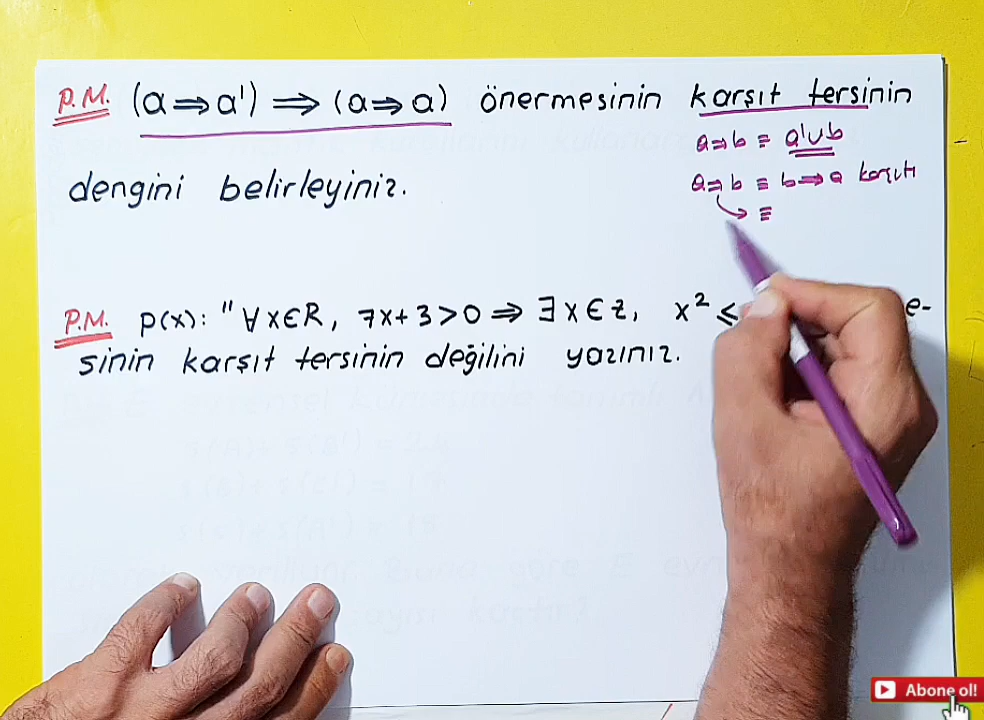 P.M. (a ⇒ a') ⇒ (a ⇒ a) önermesinin karşıt tersinin
a ⇒ b ≡ a'∪b
dengini belirleyiniz.
a ⇒ b ≡ b ⇒ a karşıtı
≡
P.M. P(x): "∀x∈R, 7x+3>0 ⇒ ∃x∈Z, x² ≤ e-
sinin karşıt tersinin değilini yazınız.
Abone ol!